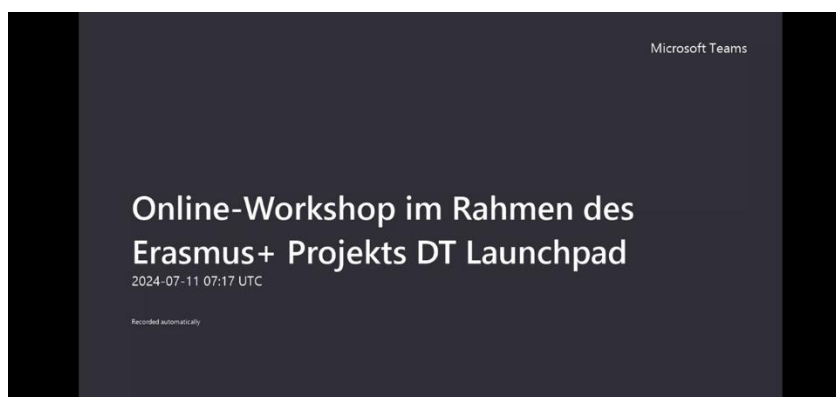 Microsoft Teams
Online-Workshop im Rahmen des
Erasmus+ Projekts DT Launchpad
2024-07-11 07:17 UTC
Recorded automatically